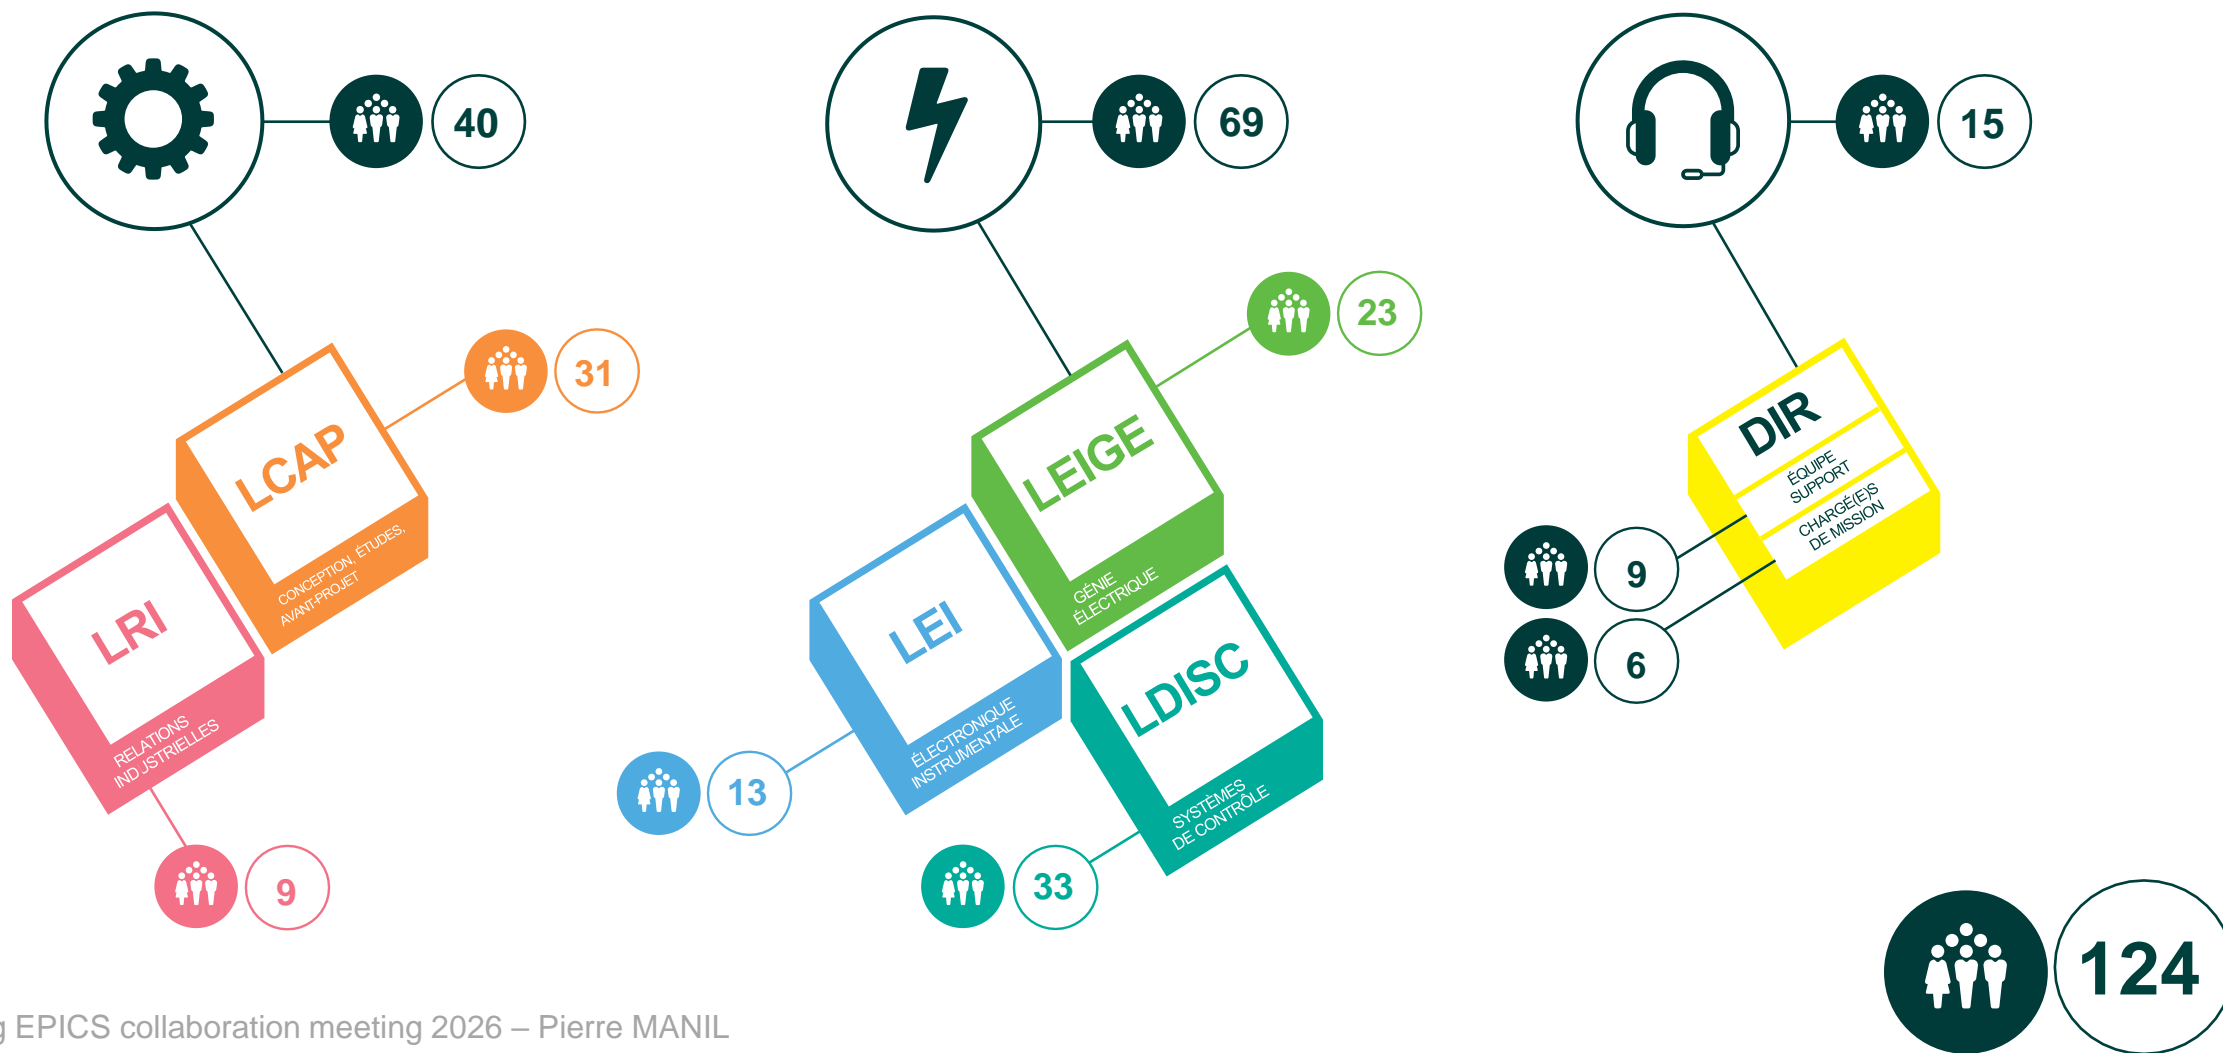 40
69
15
23
31
LCAP
CONCEPTION, ÉTUDES,
AVANT-PROJET
LRI
RELATIONS
INDUSTRIELLES
9
LEIGE
GÉNIE
ÉLECTRIQUE
LEI
ÉLECTRONIQUE
INSTRUMENTALE
13
LDISC
SYSTÈMES
DE CONTRÔLE
33
DIR
ÉQUIPE
SUPPORT
CHARGÉ(E)S
DE MISSION
9
6
124
g EPICS collaboration meeting 2026 – Pierre MANIL